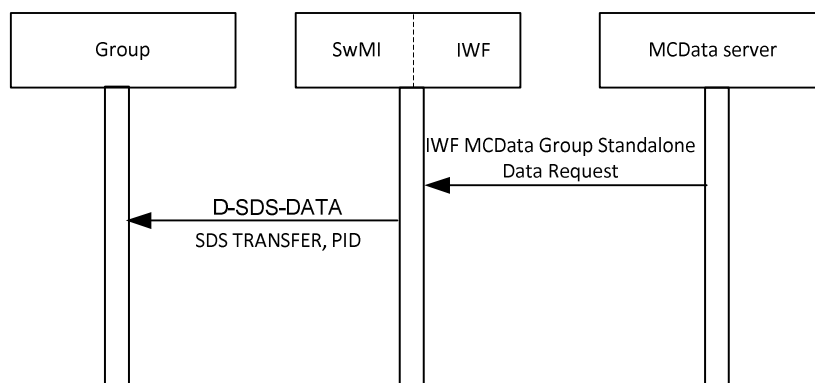 Group
SwMI
IWF
MCData server
IWF MCData Group Standalone
Data Request
D-SDS-DATA
SDS TRANSFER, PID